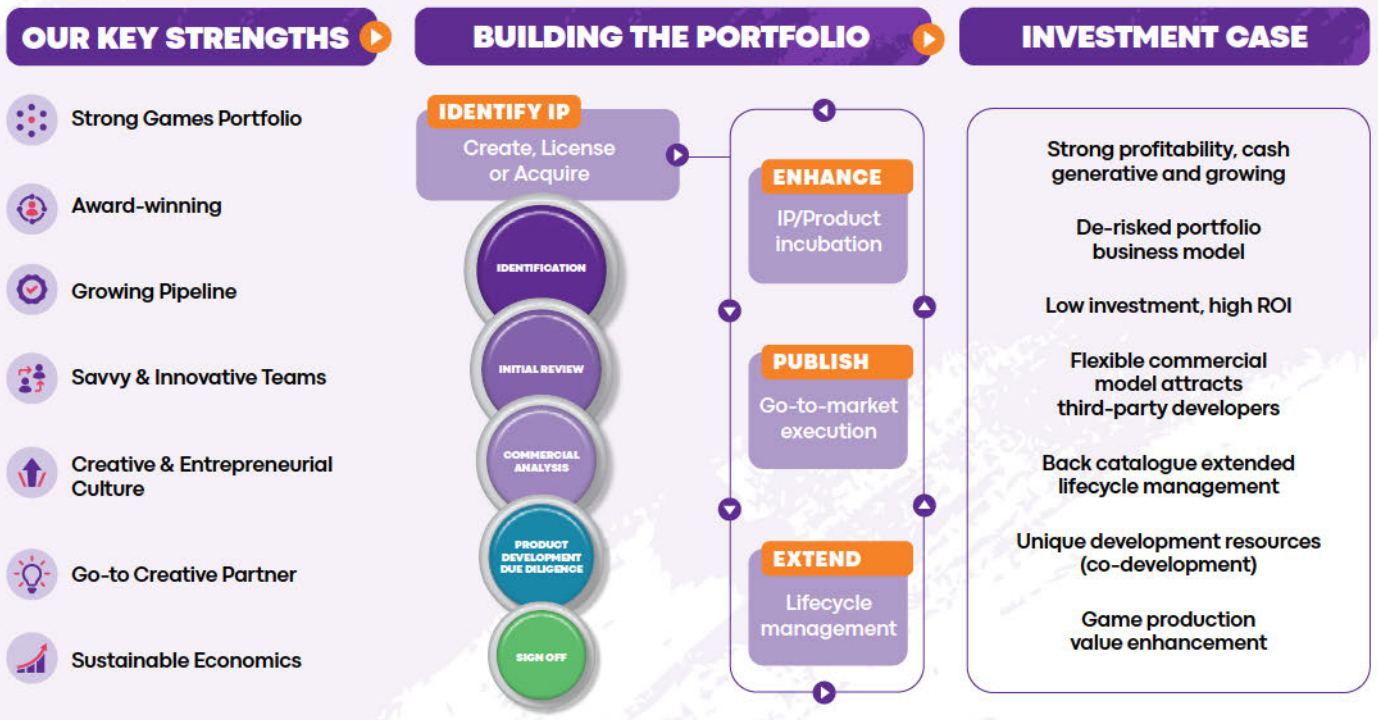 OUR KEY STRENGTHS
Strong Games Portfolio
Award-winning
Growing Pipeline
Savvy & Innovative Teams
Creative & Entrepreneurial
Culture
Go-to Creative Partner
Sustainable Economics
BUILDING THE PORTFOLIO
IDENTIFY IP
Create, License
or Acquire
IDENTIFICATION
INITIAL REVIEW
COMMERCIAL
ANALYSIS
PRODUCT
DEVELOPMENT
DUE DILIGENCE
SIGN OFF
ENHANCE
IP/Product
incubation
PUBLISH
Go-to-market
execution
EXTEND
Lifecycle
management
INVESTMENT CASE
Strong profitability, cash
generative and growing
De-risked portfolio
business model
Low investment, high ROI
Flexible commercial
model attracts
third-party developers
Back catalogue extended
lifecycle management
Unique development resources
(co-development)
Game production
value enhancement